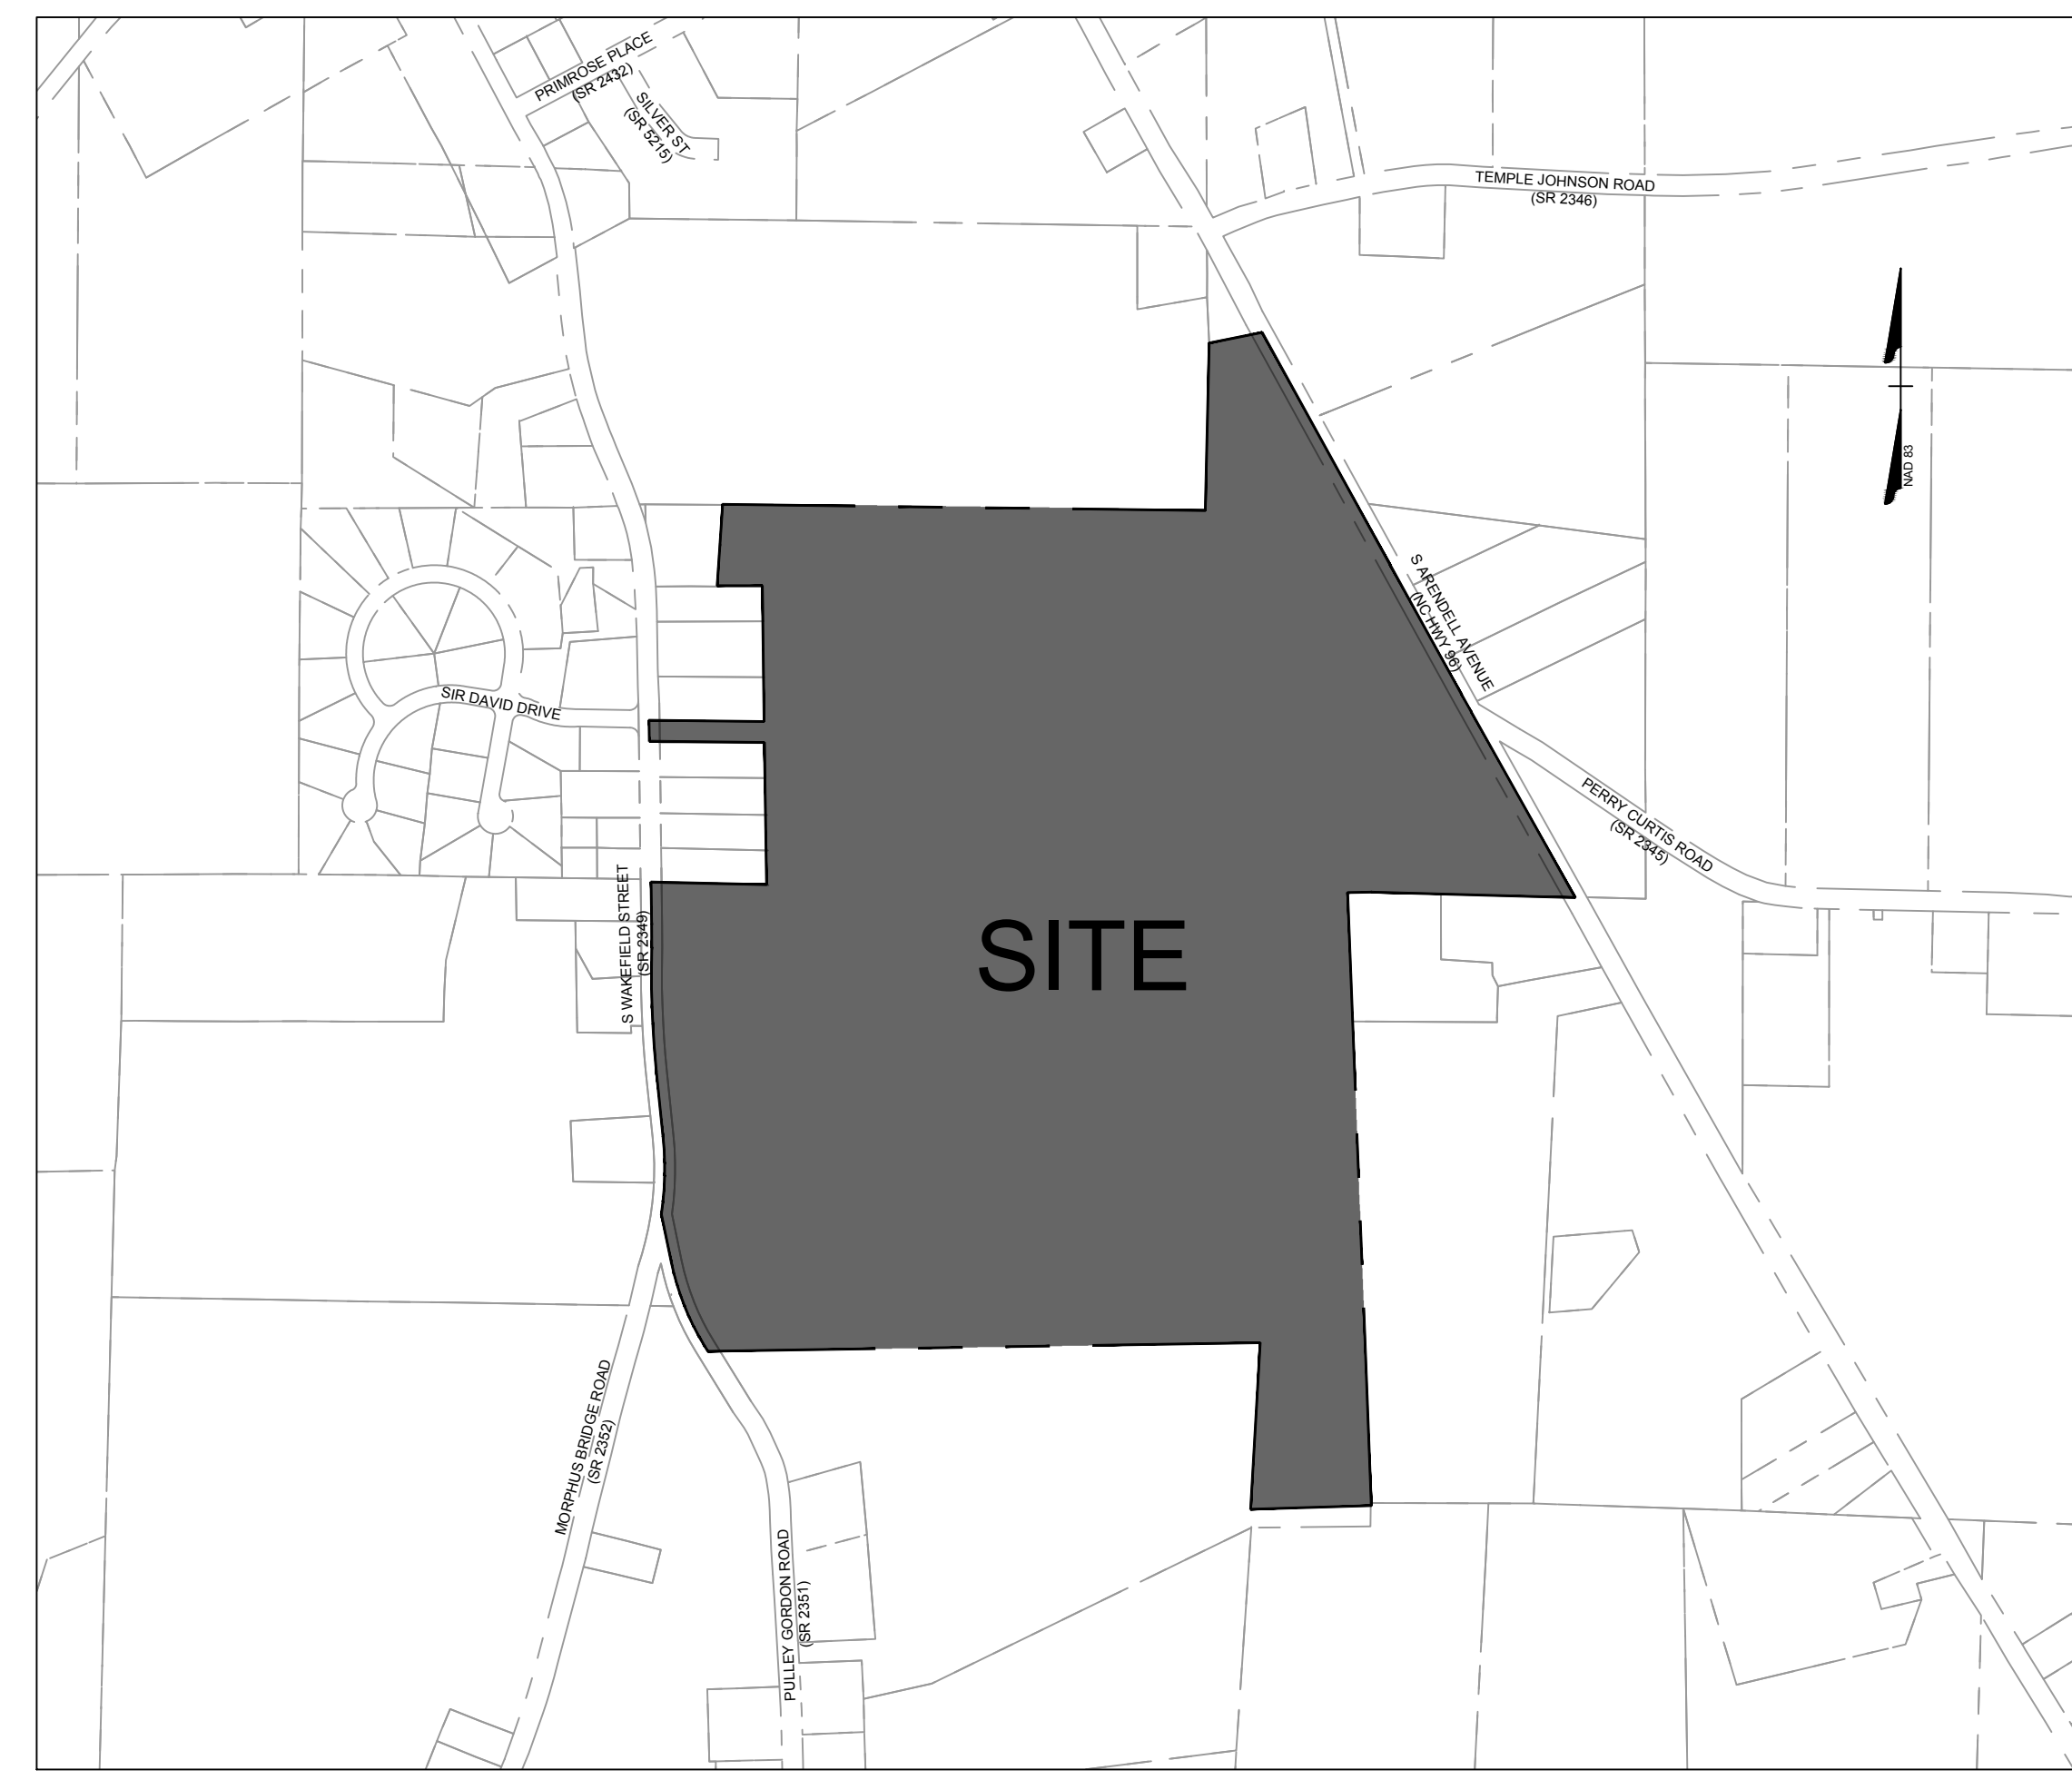 PRIMROSE PLACE
(SR 2432)
SILVER ST
(SR 5215)
TEMPLE JOHNSON ROAD
(SR 2346)
NAD 83
S ARENDELL AVENUE
(NC HWY 96)
SIR DAVID DRIVE
PERRY CURTIS ROAD
(SR 2345)
S WAKEFIELD STREET
(SR 2349)
SITE
MORPHUS BRIDGE ROAD
(SR 2352)
PULLEY GORDON ROAD
(SR 2351)